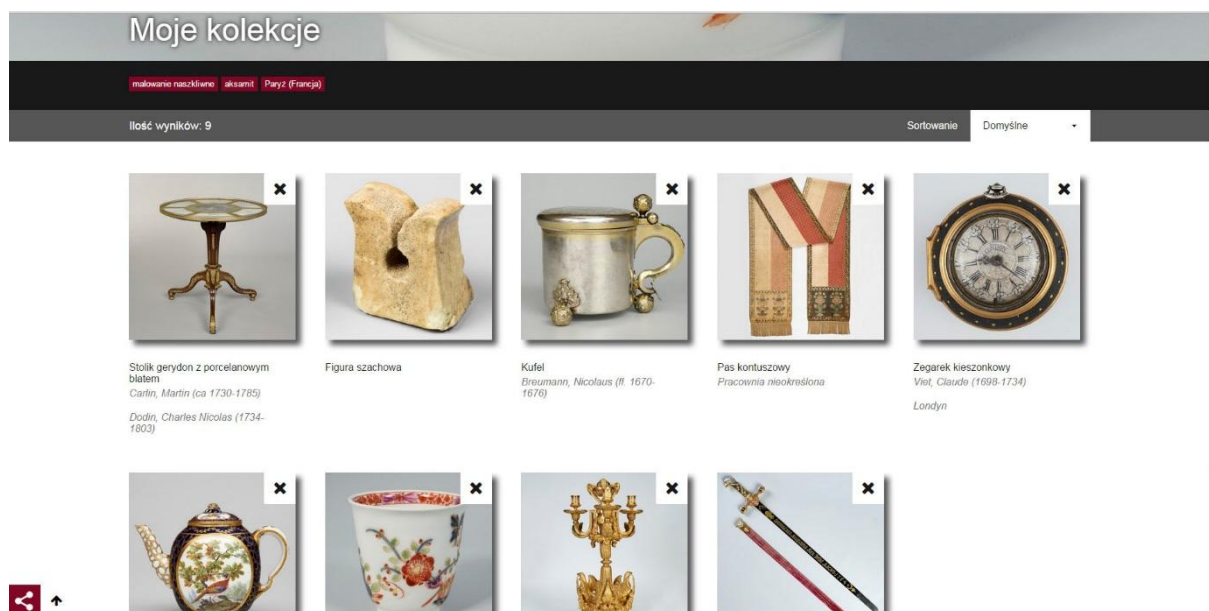 Moje kolekcje
malowanie naszkliwne aksamit Paryż (Francja)
Ilość wyników: 9
Sortowanie Domyślne
Stolik gerydon z porcelanowym
blatem
Carlin, Martin (ca 1730-1785)
Dodin, Charles Nicolas (1734-
1803)
Figura szachowa
Kufel
Breumann, Nicolaus (fl. 1670-
1676)
Pas kontuszowy
Pracownia nieokreślona
Zegarek kieszonkowy
Viet, Claude (1698-1734)
Londyn